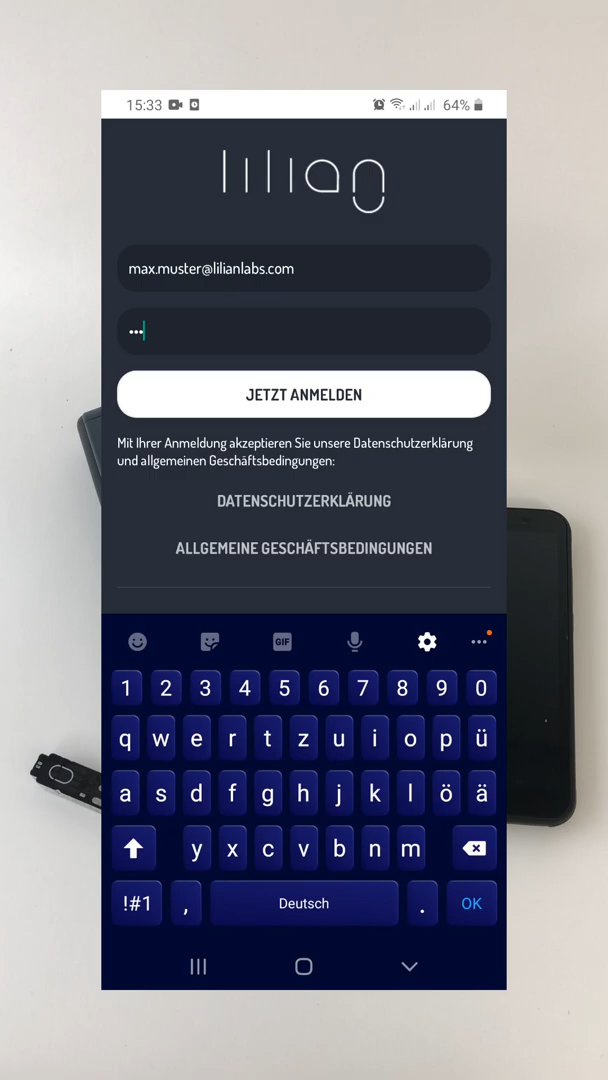 15:33 64%
lilian
max.muster@lilianlabs.com
•••
JETZT ANMELDEN
Mit Ihrer Anmeldung akzeptieren Sie unsere Datenschutzerklärung
und allgemeinen Geschäftsbedingungen:
DATENSCHUTZERKLÄRUNG
ALLGEMEINE GESCHÄFTSBEDINGUNGEN
GIF
1 2 3 4 5 6 7 8 9 0
q w e r t z u i o p ü
a s d f g h j k l ö ä
y x c v b n m
!#1 , Deutsch . OK